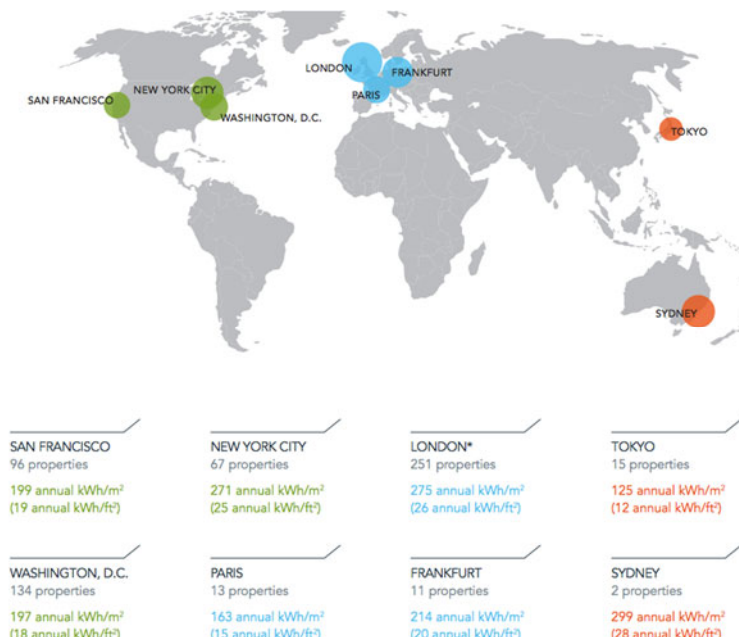 LONDON
FRANKFURT
NEW YORK CITY
PARIS
SAN FRANCISCO
WASHINGTON, D.C.
TOKYO
SYDNEY
SAN FRANCISCO
96 properties
199 annual kWh/m²
(19 annual kWh/ft²)
NEW YORK CITY
67 properties
271 annual kWh/m²
(25 annual kWh/ft²)
LONDON*
251 properties
275 annual kWh/m²
(26 annual kWh/ft²)
TOKYO
15 properties
125 annual kWh/m²
(12 annual kWh/ft²)
WASHINGTON, D.C.
134 properties
197 annual kWh/m²
(18 annual kWh/ft²)
PARIS
13 properties
163 annual kWh/m²
(15 annual kWh/ft²)
FRANKFURT
11 properties
214 annual kWh/m²
(20 annual kWh/ft²)
SYDNEY
2 properties
299 annual kWh/m²
(28 annual kWh/ft²)